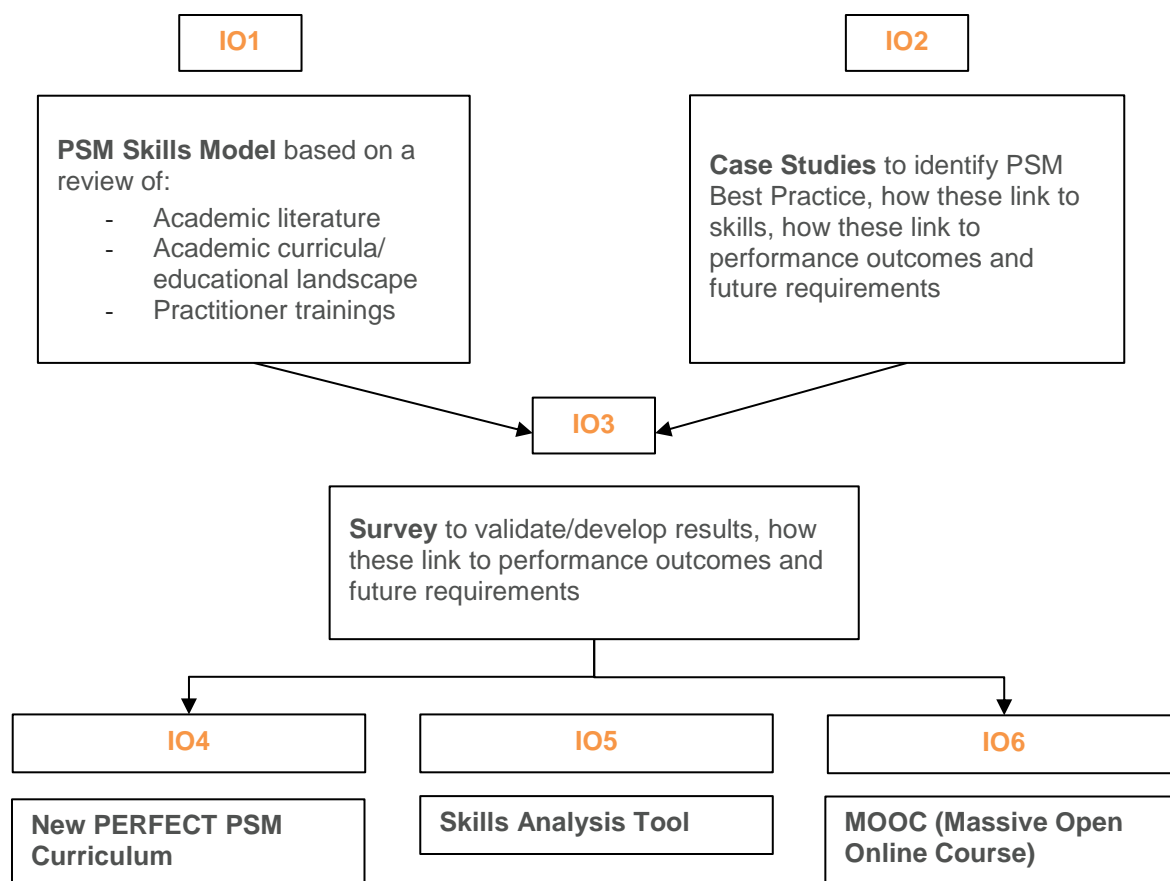 IO1
IO2
PSM Skills Model based on a
review of:
- Academic literature
- Academic curricula/
educational landscape
- Practitioner trainings
Case Studies to identify PSM
Best Practice, how these link to
skills, how these link to
performance outcomes and
future requirements
IO3
Survey to validate/develop results, how
these link to performance outcomes and
future requirements
IO4
IO5
IO6
New PERFECT PSM
Curriculum
Skills Analysis Tool
MOOC (Massive Open
Online Course)